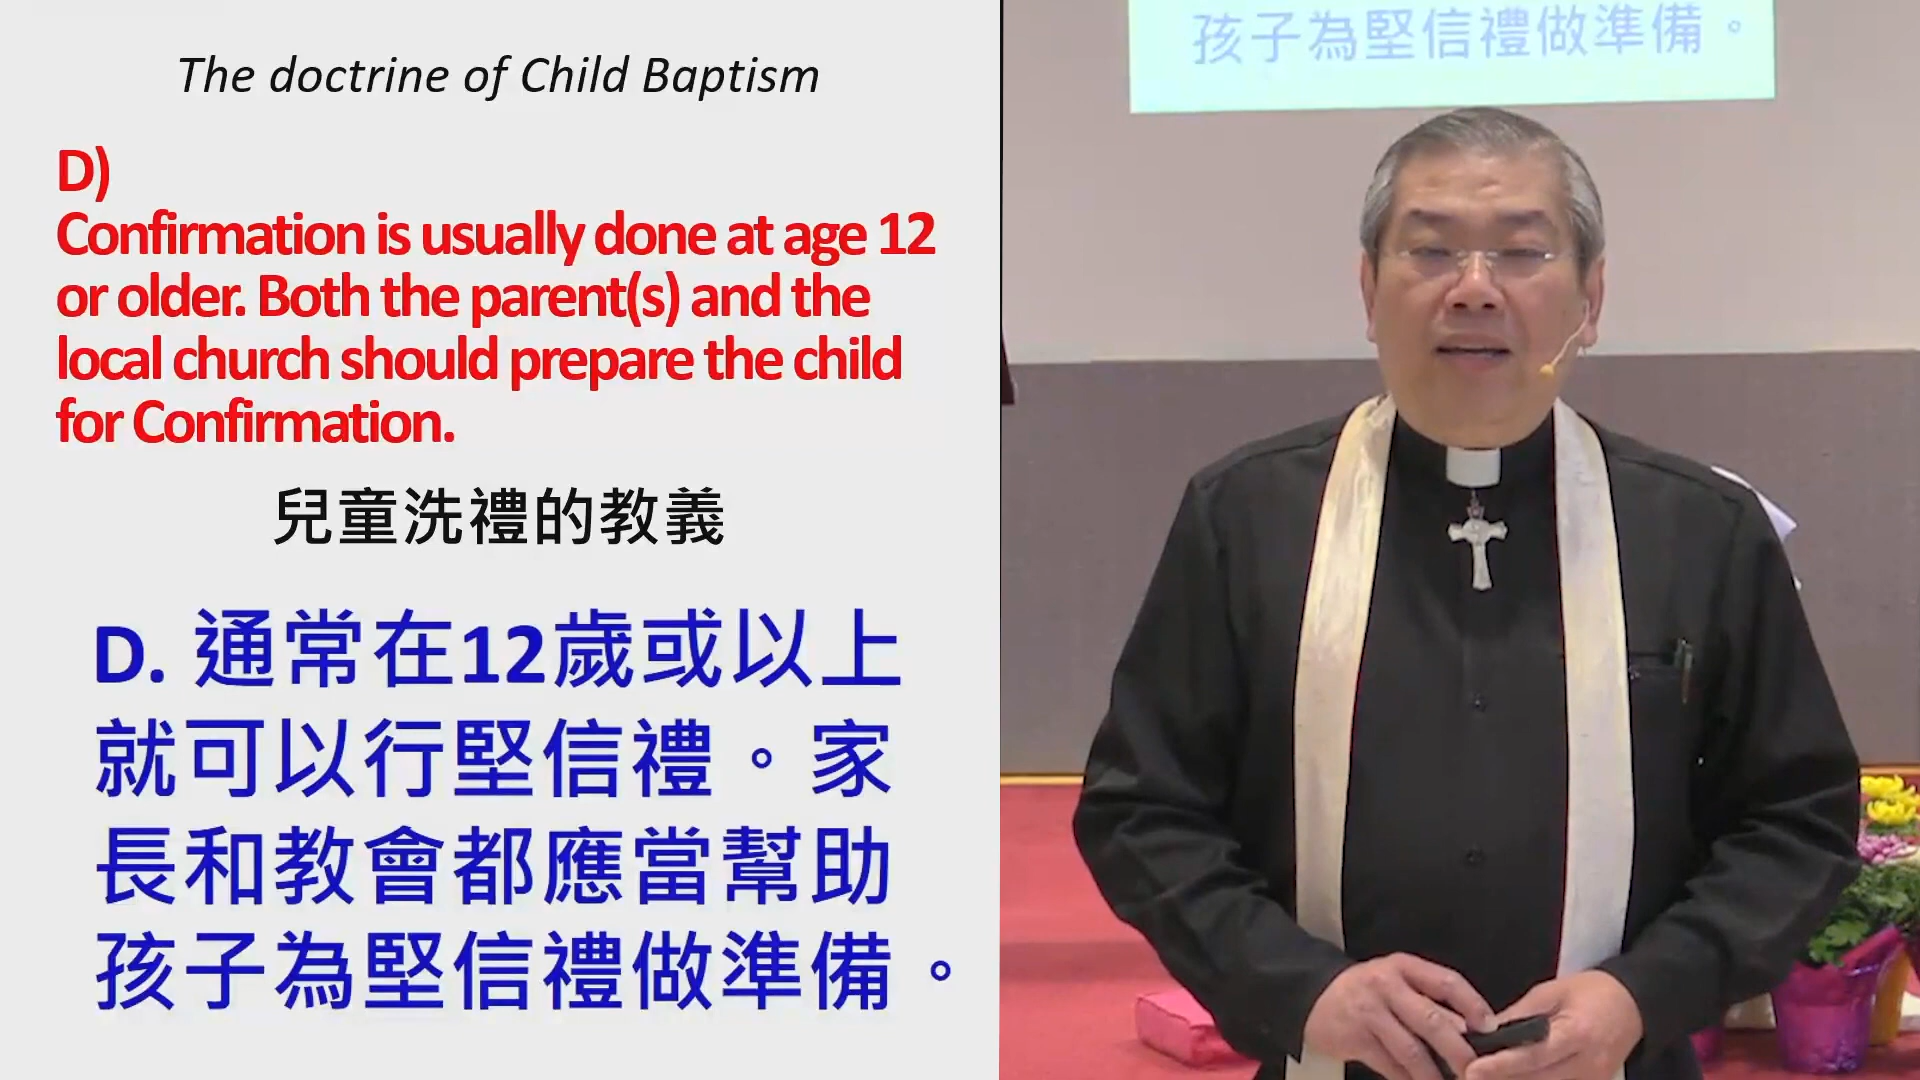 The doctrine of Child Baptism
D)
Confirmation is usually done at age 12
or older. Both the parent(s) and the
local church should prepare the child
for Confirmation.
兒童洗禮的教義
D. 通常在12歲或以上
就可以行堅信禮。家
長和教會都應當幫助
孩子為堅信禮做準備。
孩子為堅信禮做準備。